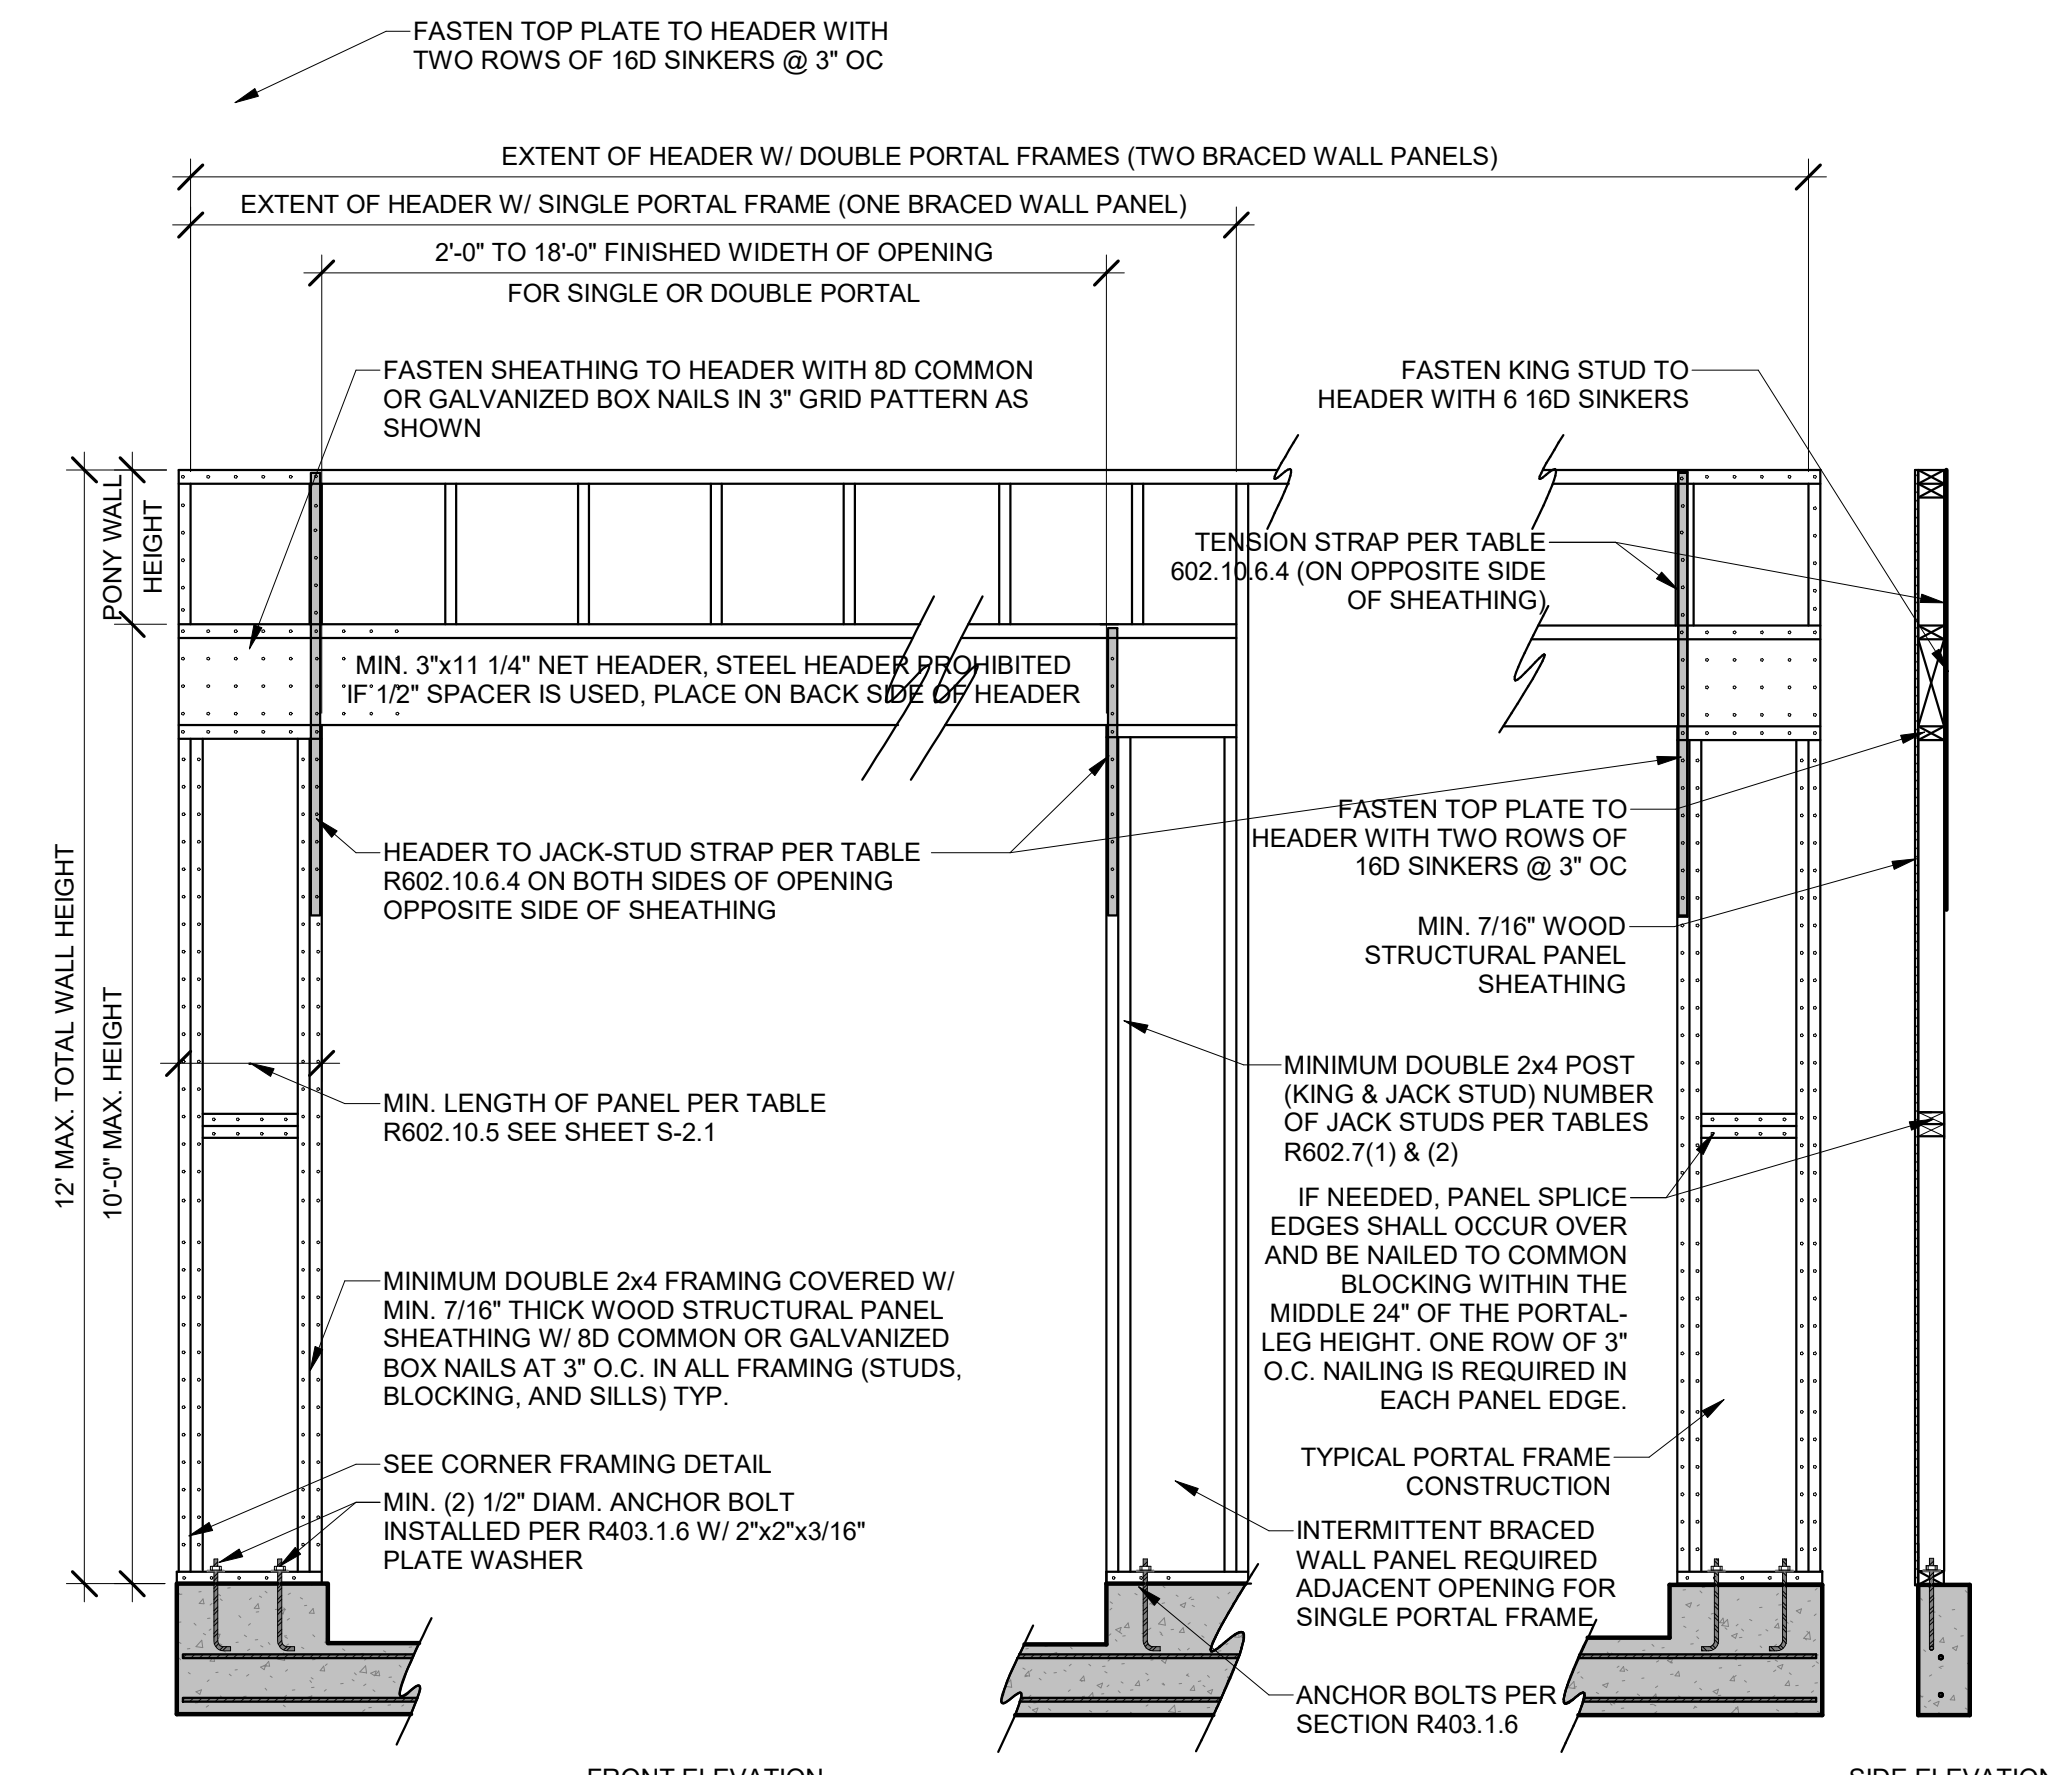 FASTEN TOP PLATE TO HEADER WITH
TWO ROWS OF 16D SINKERS @ 3" OC
EXTENT OF HEADER W/ DOUBLE PORTAL FRAMES (TWO BRACED WALL PANELS)
EXTENT OF HEADER W/ SINGLE PORTAL FRAME (ONE BRACED WALL PANEL)
2'-0" TO 18'-0" FINISHED WIDETH OF OPENING
FOR SINGLE OR DOUBLE PORTAL
FASTEN SHEATHING TO HEADER WITH 8D COMMON
OR GALVANIZED BOX NAILS IN 3" GRID PATTERN AS
SHOWN
FASTEN KING STUD TO
HEADER WITH 6 16D SINKERS
PONY WALL
HEIGHT
TENSION STRAP PER TABLE
602.10.6.4 (ON OPPOSITE SIDE
OF SHEATHING)
MIN. 3"x11 1/4" NET HEADER, STEEL HEADER PROHIBITED
IF 1/2" SPACER IS USED, PLACE ON BACK SIDE OF HEADER
12' MAX. TOTAL WALL HEIGHT
10'-0" MAX. HEIGHT
HEADER TO JACK-STUD STRAP PER TABLE
R602.10.6.4 ON BOTH SIDES OF OPENING
OPPOSITE SIDE OF SHEATHING
FASTEN TOP PLATE TO
HEADER WITH TWO ROWS OF
16D SINKERS @ 3" OC
MIN. 7/16" WOOD
STRUCTURAL PANEL
SHEATHING
MIN. LENGTH OF PANEL PER TABLE
R602.10.5 SEE SHEET S-2.1
MINIMUM DOUBLE 2x4 POST
(KING & JACK STUD) NUMBER
OF JACK STUDS PER TABLES
R602.7(1) & (2)
IF NEEDED, PANEL SPLICE
EDGES SHALL OCCUR OVER
AND BE NAILED TO COMMON
BLOCKING WITHIN THE
MIDDLE 24" OF THE PORTAL-
LEG HEIGHT. ONE ROW OF 3"
O.C. NAILING IS REQUIRED IN
EACH PANEL EDGE.
MINIMUM DOUBLE 2x4 FRAMING COVERED W/
MIN. 7/16" THICK WOOD STRUCTURAL PANEL
SHEATHING W/ 8D COMMON OR GALVANIZED
BOX NAILS AT 3" O.C. IN ALL FRAMING (STUDS,
BLOCKING, AND SILLS) TYP.
SEE CORNER FRAMING DETAIL
MIN. (2) 1/2" DIAM. ANCHOR BOLT
INSTALLED PER R403.1.6 W/ 2"x2"x3/16"
PLATE WASHER
TYPICAL PORTAL FRAME
CONSTRUCTION
INTERMITTENT BRACED
WALL PANEL REQUIRED
ADJACENT OPENING FOR
SINGLE PORTAL FRAME
ANCHOR BOLTS PER
SECTION R403.1.6
FRONT ELEVATION
SIDE ELEVATION